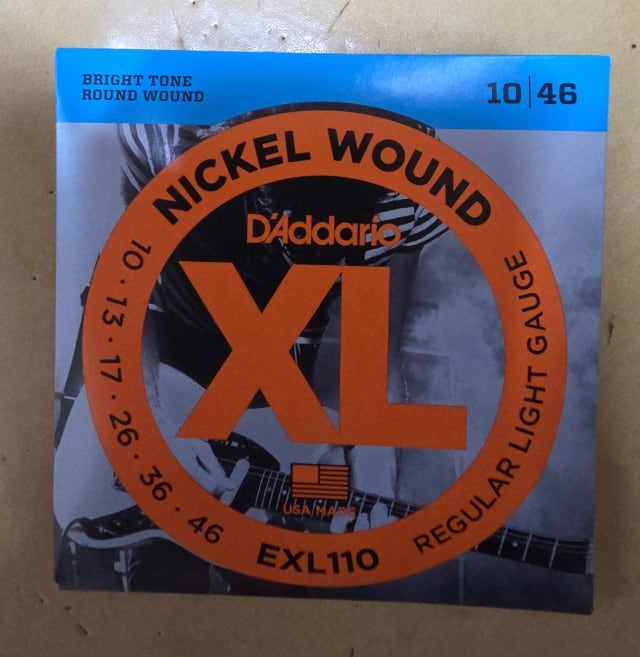 BRIGHT TONE
ROUND WOUND
10|46
NICKEL WOUND
D'Addario
XL
10 · 13 · 17 · 26 · 36 · 46
REGULAR LIGHT GAUGE
USA MADE
EXL110